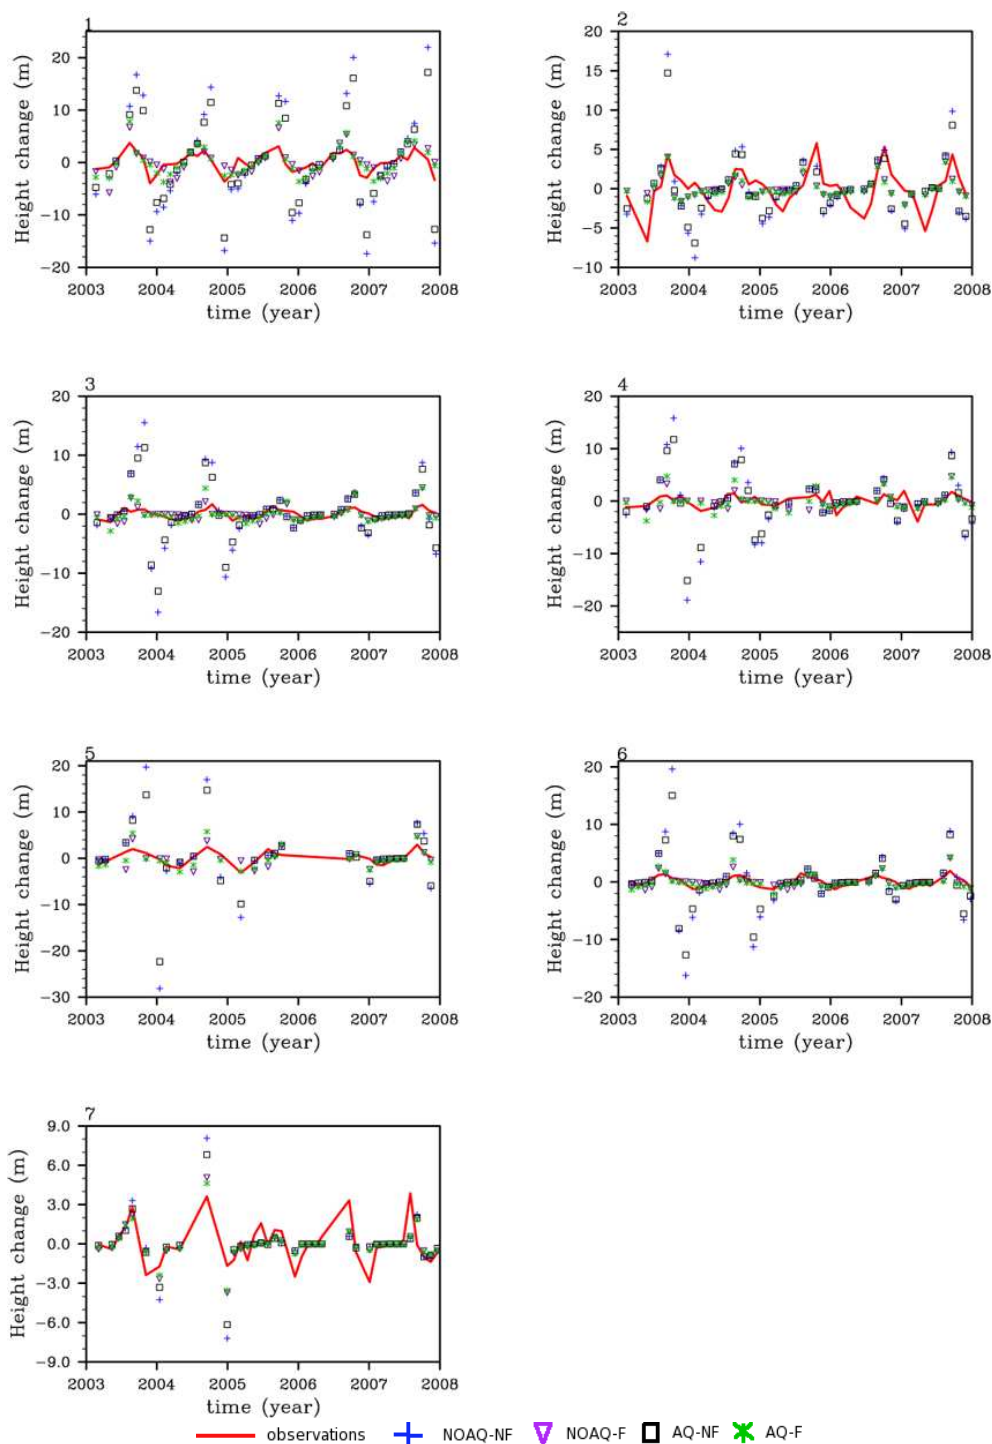 1
Height change (m)
20
10
0
−10
−20
2003 2004 2005 2006 2007 2008
time (year)
2
Height change (m)
20
15
10
5
0
−5
−10
2003 2004 2005 2006 2007 2008
time (year)
3
Height change (m)
20
10
0
−10
−20
2003 2004 2005 2006 2007 2008
time (year)
4
Height change (m)
20
10
0
−10
−20
2003 2004 2005 2006 2007 2008
time (year)
5
Height change (m)
20
10
0
−10
−20
−30
2003 2004 2005 2006 2007 2008
time (year)
6
Height change (m)
20
10
0
−10
−20
2003 2004 2005 2006 2007 2008
time (year)
7
Height change (m)
9.0
6.0
3.0
0.0
−3.0
−6.0
−9.0
2003 2004 2005 2006 2007 2008
time (year)
observations NOAQ-NF NOAQ-F AQ-NF AQ-F